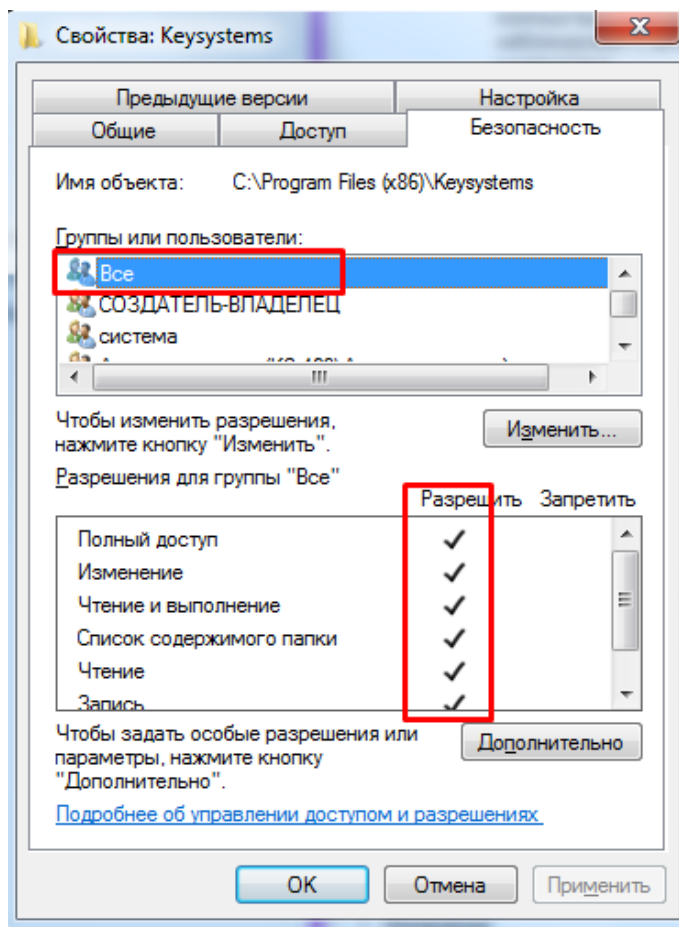 Свойства: Keysystems
Предыдущие версии
Настройка
Общие
Доступ
Безопасность
Имя объекта: C:\Program Files (x86)\Keysystems
Группы или пользователи:
Все
СОЗДАТЕЛЬ-ВЛАДЕЛЕЦ
система
Чтобы изменить разрешения,
нажмите кнопку "Изменить".
Изменить...
Разрешения для группы "Все"
Разрешить Запретить
Полный доступ
Изменение
Чтение и выполнение
Список содержимого папки
Чтение
Запись
Чтобы задать особые разрешения или
параметры, нажмите кнопку
"Дополнительно".
Дополнительно
Подробнее об управлении доступом и разрешениях
OK
Отмена
Применить